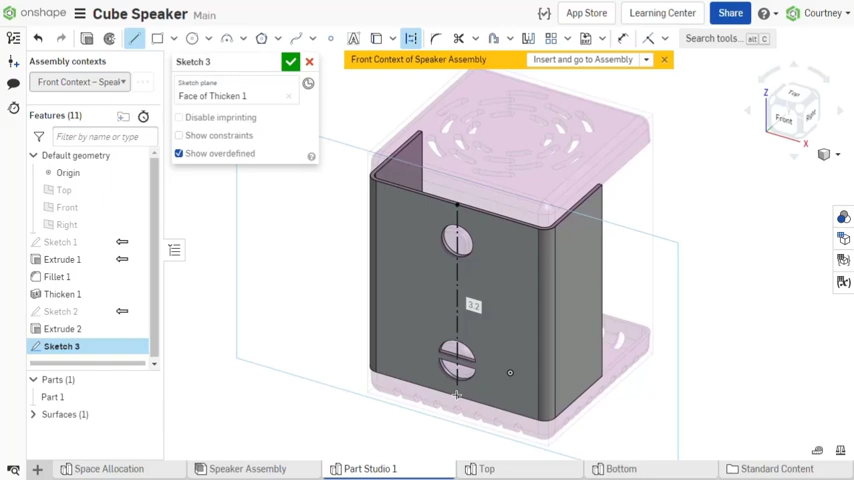 onshape
Cube Speaker Main
App Store
Learning Center
Share
Courtney
Search tools...
alt C
Assembly contexts
Front Context – Speak
Features (11)
Filter by name or type
Default geometry
Origin
Top
Front
Right
Sketch 1
Extrude 1
Fillet 1
Thicken 1
Sketch 2
Extrude 2
Sketch 3
Parts (1)
Part 1
Surfaces (1)
Sketch 3
Sketch plane
Face of Thicken 1
Disable imprinting
Show constraints
Show overdefined
Front Context of Speaker Assembly
Insert and go to Assembly
3.2
Z
Top
Front
Right
X
Space Allocation
Speaker Assembly
Part Studio 1
Top
Bottom
Standard Content